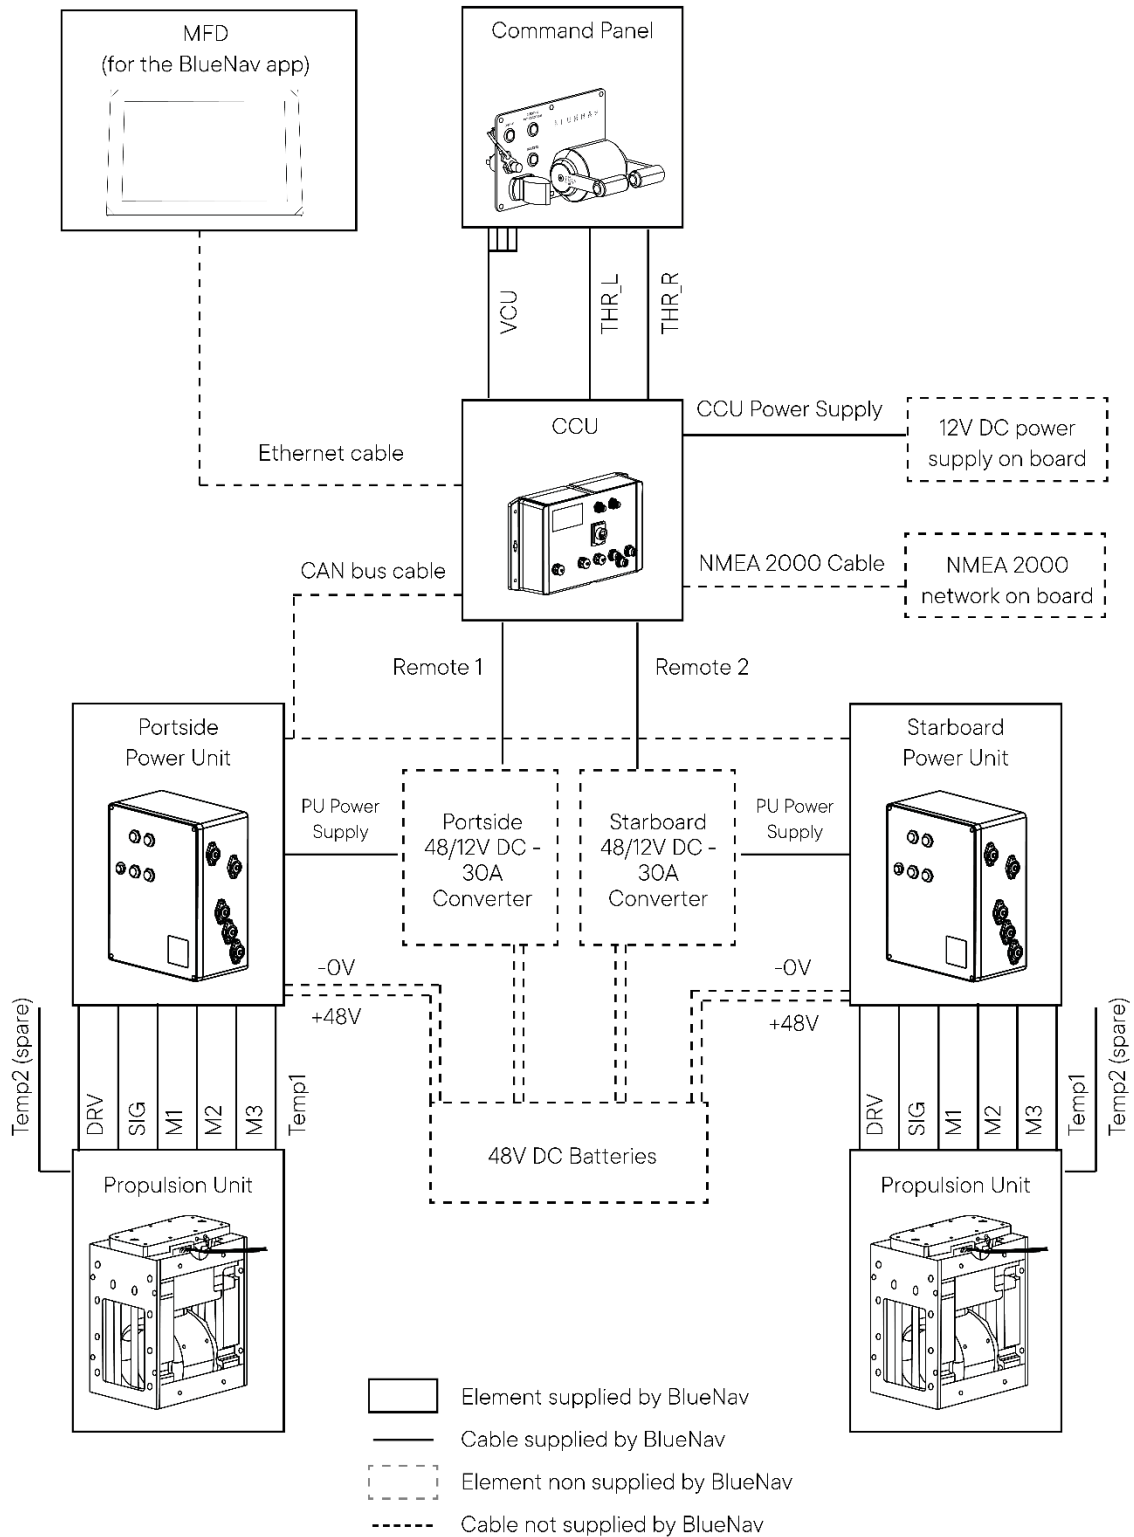 MFD
(for the BlueNav app)
Command Panel
VCU
THR_L
THR_R
CCU
CCU Power Supply
12V DC power
supply on board
Ethernet cable
CAN bus cable
NMEA 2000 Cable
NMEA 2000
network on board
Remote 1
Remote 2
Portside
Power Unit
Starboard
Power Unit
PU Power
Supply
Portside
48/12V DC -
30A
Converter
Starboard
48/12V DC -
30A
Converter
PU Power
Supply
-0V
+48V
-0V
+48V
Temp2 (spare)
DRV
SIG
M1
M2
M3
Temp1
DRV
SIG
M1
M2
M3
Temp1
Temp2 (spare)
48V DC Batteries
Propulsion Unit
Propulsion Unit
Element supplied by BlueNav
Cable supplied by BlueNav
Element non supplied by BlueNav
Cable not supplied by BlueNav